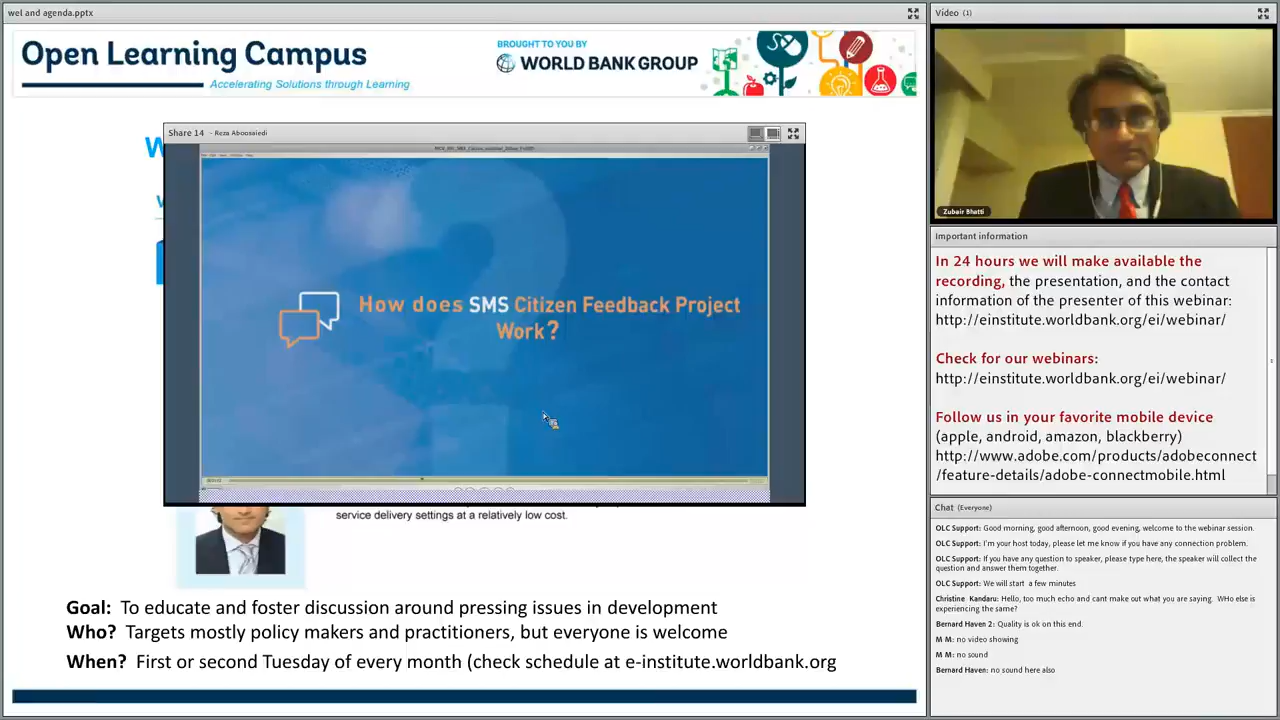 wel and agenda.pptx
Open Learning Campus
Accelerating Solutions through Learning
BROUGHT TO YOU BY
WORLD BANK GROUP
W
Share 14 - Reza Aboosaiedi
How does SMS Citizen Feedback Project
Work?
service delivery settings at a relatively low cost.
Goal: To educate and foster discussion around pressing issues in development
Who? Targets mostly policy makers and practitioners, but everyone is welcome
When? First or second Tuesday of every month (check schedule at e-institute.worldbank.org
Video (1)
Zubair Bhatti
Important information
In 24 hours we will make available the
recording, the presentation, and the contact
information of the presenter of this webinar:
http://einstitute.worldbank.org/ei/webinar/
Check for our webinars:
http://einstitute.worldbank.org/ei/webinar/
Follow us in your favorite mobile device
(apple, android, amazon, blackberry)
http://www.adobe.com/products/adobeconnect
/feature-details/adobe-connectmobile.html
Chat (Everyone)
OLC Support: Good morning, good afternoon, good evening, welcome to the webinar session.
OLC Support: I'm your host today, please let me know if you have any connection problem.
OLC Support: If you have any question to speaker, please type here, the speaker will collect the
question and answer them together.
OLC Support: We will start a few minutes
Christine Kandaru: Hello, too much echo and cant make out what you are saying. WHo else is
experiencing the same?
Bernard Haven 2: Quality is ok on this end.
M M: no video showing
M M: no sound
Bernard Haven: no sound here also